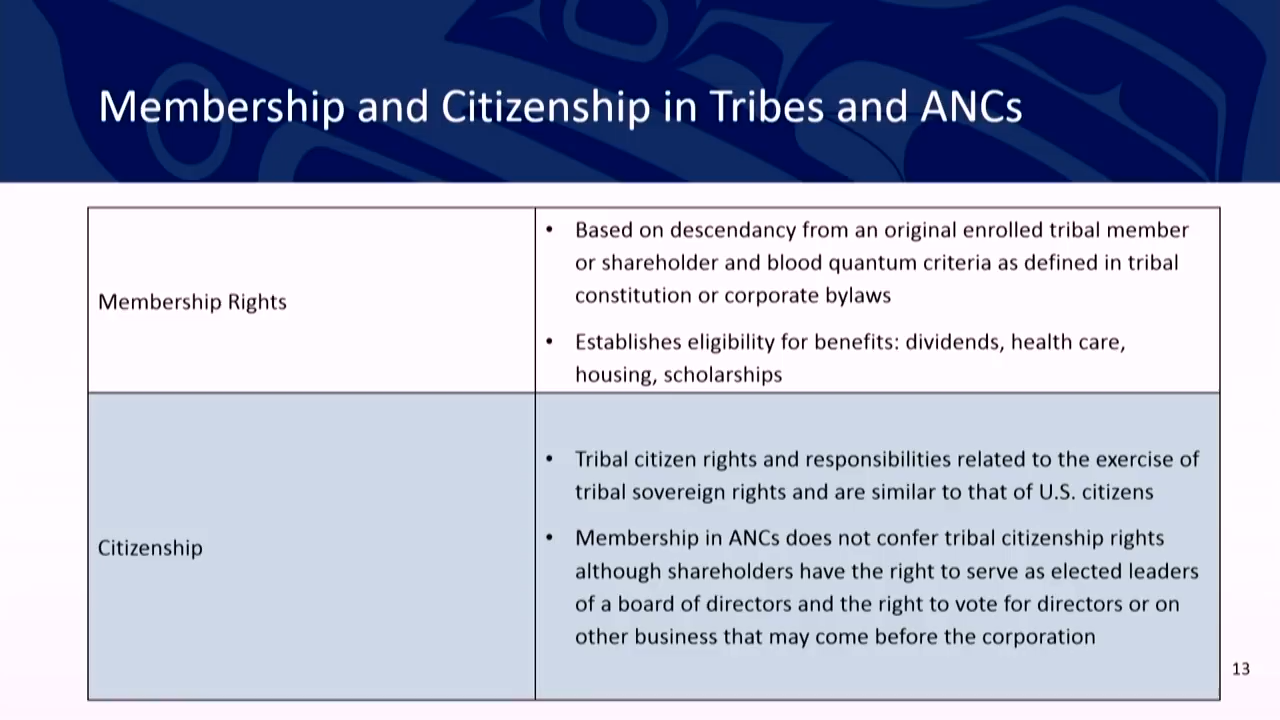 Membership and Citizenship in Tribes and ANCs
Membership Rights
• Based on descendancy from an original enrolled tribal member
or shareholder and blood quantum criteria as defined in tribal
constitution or corporate bylaws
• Establishes eligibility for benefits: dividends, health care,
housing, scholarships
Citizenship
• Tribal citizen rights and responsibilities related to the exercise of
tribal sovereign rights and are similar to that of U.S. citizens
• Membership in ANCs does not confer tribal citizenship rights
although shareholders have the right to serve as elected leaders
of a board of directors and the right to vote for directors or on
other business that may come before the corporation
13